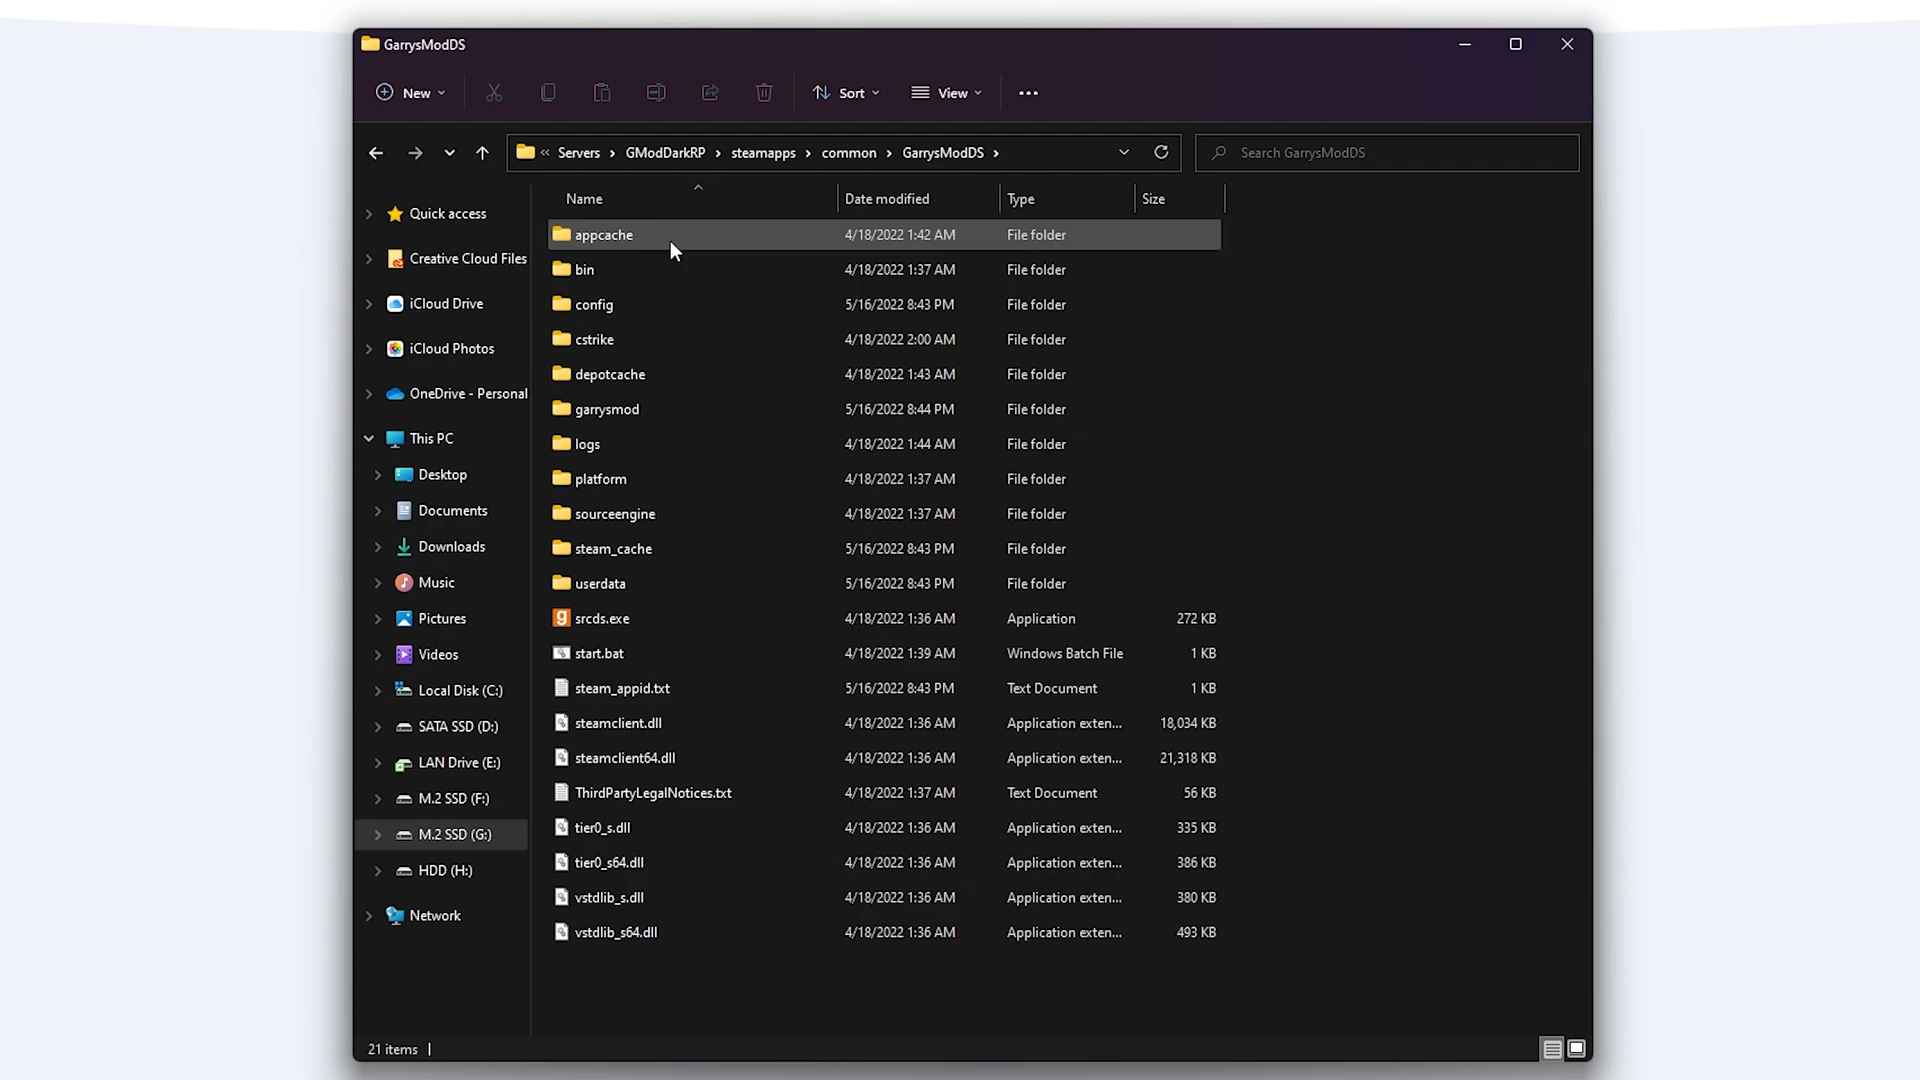 GarrysModDS
New
Sort
View
« Servers > GModDarkRP > steamapps > common > GarrysModDS >
Search GarrysModDS
Name Date modified Type Size
Quick access
Creative Cloud Files
iCloud Drive
iCloud Photos
OneDrive - Personal
This PC
Desktop
Documents
Downloads
Music
Pictures
Videos
Local Disk (C:)
SATA SSD (D:)
LAN Drive (E:)
M.2 SSD (F:)
M.2 SSD (G:)
HDD (H:)
Network
appcache 4/18/2022 1:42 AM File folder
bin 4/18/2022 1:37 AM File folder
config 5/16/2022 8:43 PM File folder
cstrike 4/18/2022 2:00 AM File folder
depotcache 4/18/2022 1:43 AM File folder
garrysmod 5/16/2022 8:44 PM File folder
logs 4/18/2022 1:44 AM File folder
platform 4/18/2022 1:37 AM File folder
sourceengine 4/18/2022 1:37 AM File folder
steam_cache 5/16/2022 8:43 PM File folder
userdata 5/16/2022 8:43 PM File folder
srcds.exe 4/18/2022 1:36 AM Application 272 KB
start.bat 4/18/2022 1:39 AM Windows Batch File 1 KB
steam_appid.txt 5/16/2022 8:43 PM Text Document 1 KB
steamclient.dll 4/18/2022 1:36 AM Application exten... 18,034 KB
steamclient64.dll 4/18/2022 1:36 AM Application exten... 21,318 KB
ThirdPartyLegalNotices.txt 4/18/2022 1:37 AM Text Document 56 KB
tier0_s.dll 4/18/2022 1:36 AM Application exten... 335 KB
tier0_s64.dll 4/18/2022 1:36 AM Application exten... 386 KB
vstdlib_s.dll 4/18/2022 1:36 AM Application exten... 380 KB
vstdlib_s64.dll 4/18/2022 1:36 AM Application exten... 493 KB
21 items